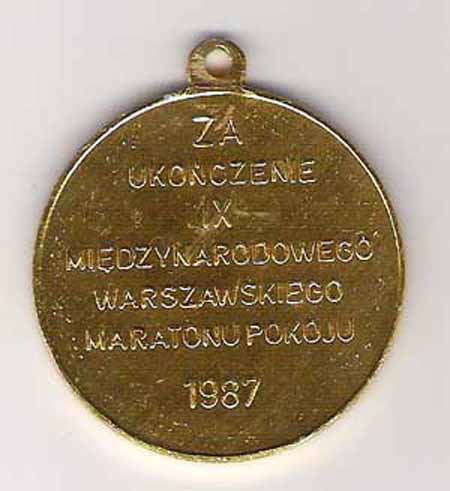 ZA
UKOŃCZENIE
IX
MIĘDZYNARODOWEGO
WARSZAWSKIEGO
MARATONU POKOJU
1987